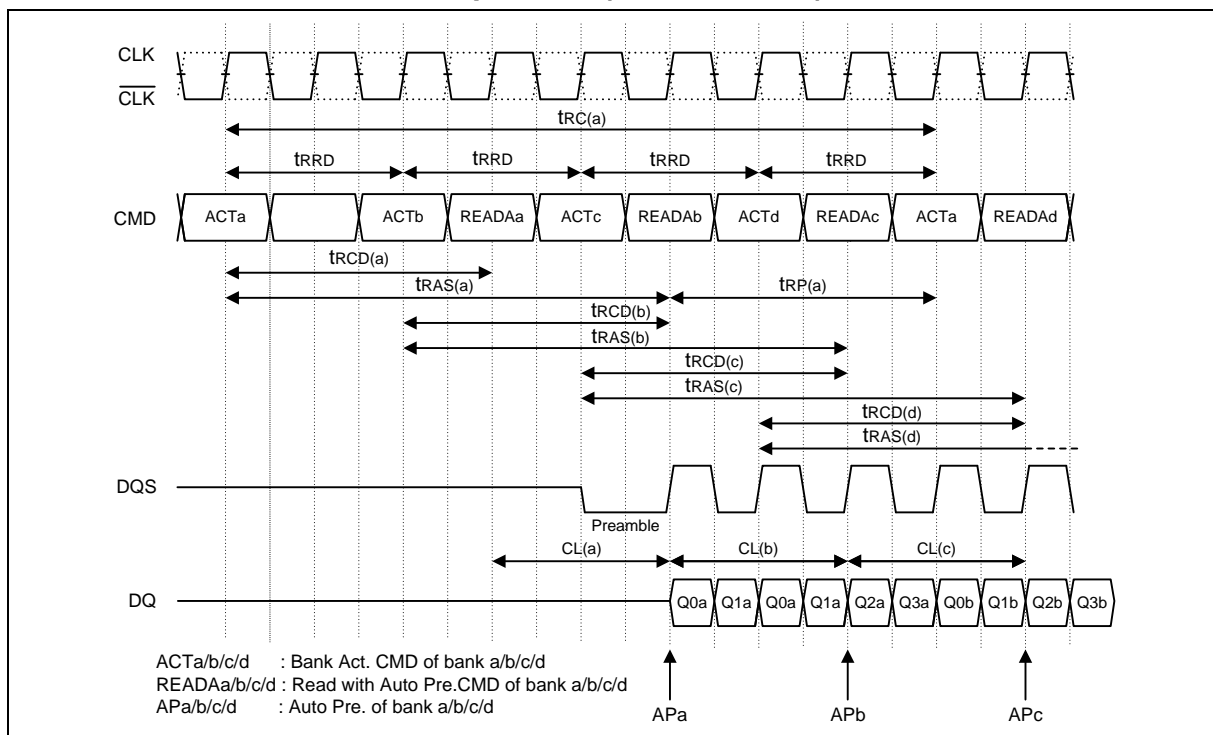 CLK
CLK
tRC(a)
tRRD tRRD tRRD tRRD
CMD ACTa ACTb READAa ACTc READAb ACTd READAc ACTa READAd
tRCD(a)
tRAS(a) tRP(a)
tRCD(b)
tRAS(b)
tRCD(c)
tRAS(c)
tRCD(d)
tRAS(d)
DQS
Preamble
CL(a) CL(b) CL(c)
DQ Q0a Q1a Q0a Q1a Q2a Q3a Q0b Q1b Q2b Q3b
ACTa/b/c/d : Bank Act. CMD of bank a/b/c/d
READAa/b/c/d : Read with Auto Pre.CMD of bank a/b/c/d
APa/b/c/d : Auto Pre. of bank a/b/c/d
APa APb APc